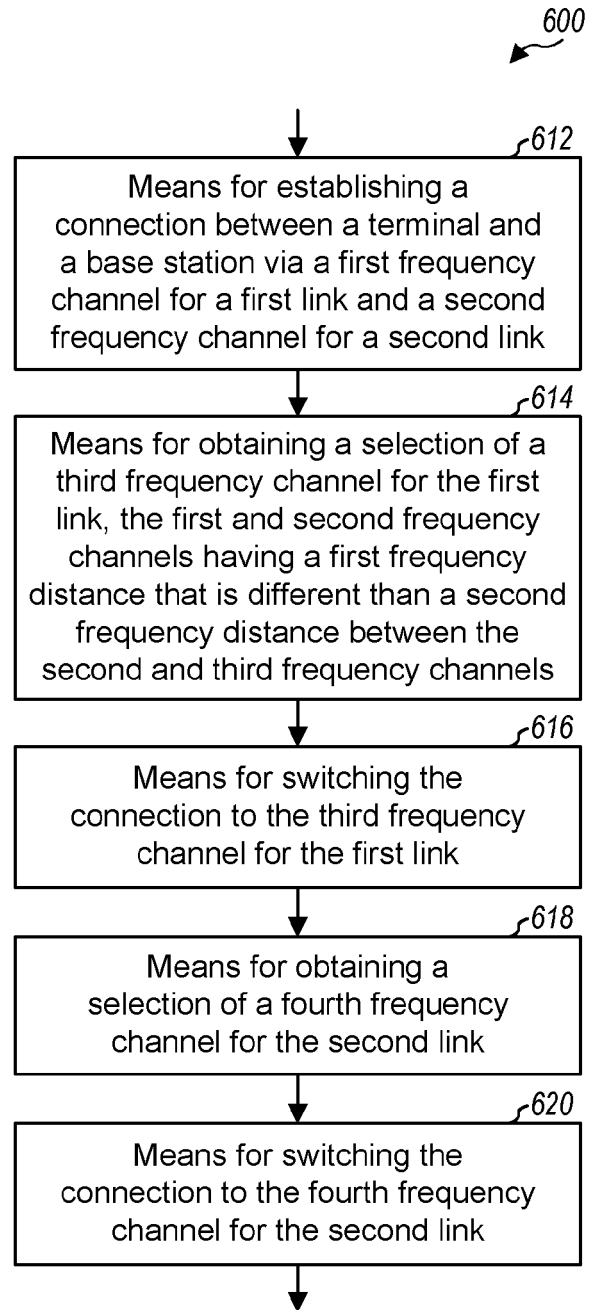 600
612
Means for establishing a
connection between a terminal and
a base station via a first frequency
channel for a first link and a second
frequency channel for a second link
614
Means for obtaining a selection of a
third frequency channel for the first
link, the first and second frequency
channels having a first frequency
distance that is different than a second
frequency distance between the
second and third frequency channels
616
Means for switching the
connection to the third frequency
channel for the first link
618
Means for obtaining a
selection of a fourth frequency
channel for the second link
620
Means for switching the
connection to the fourth frequency
channel for the second link